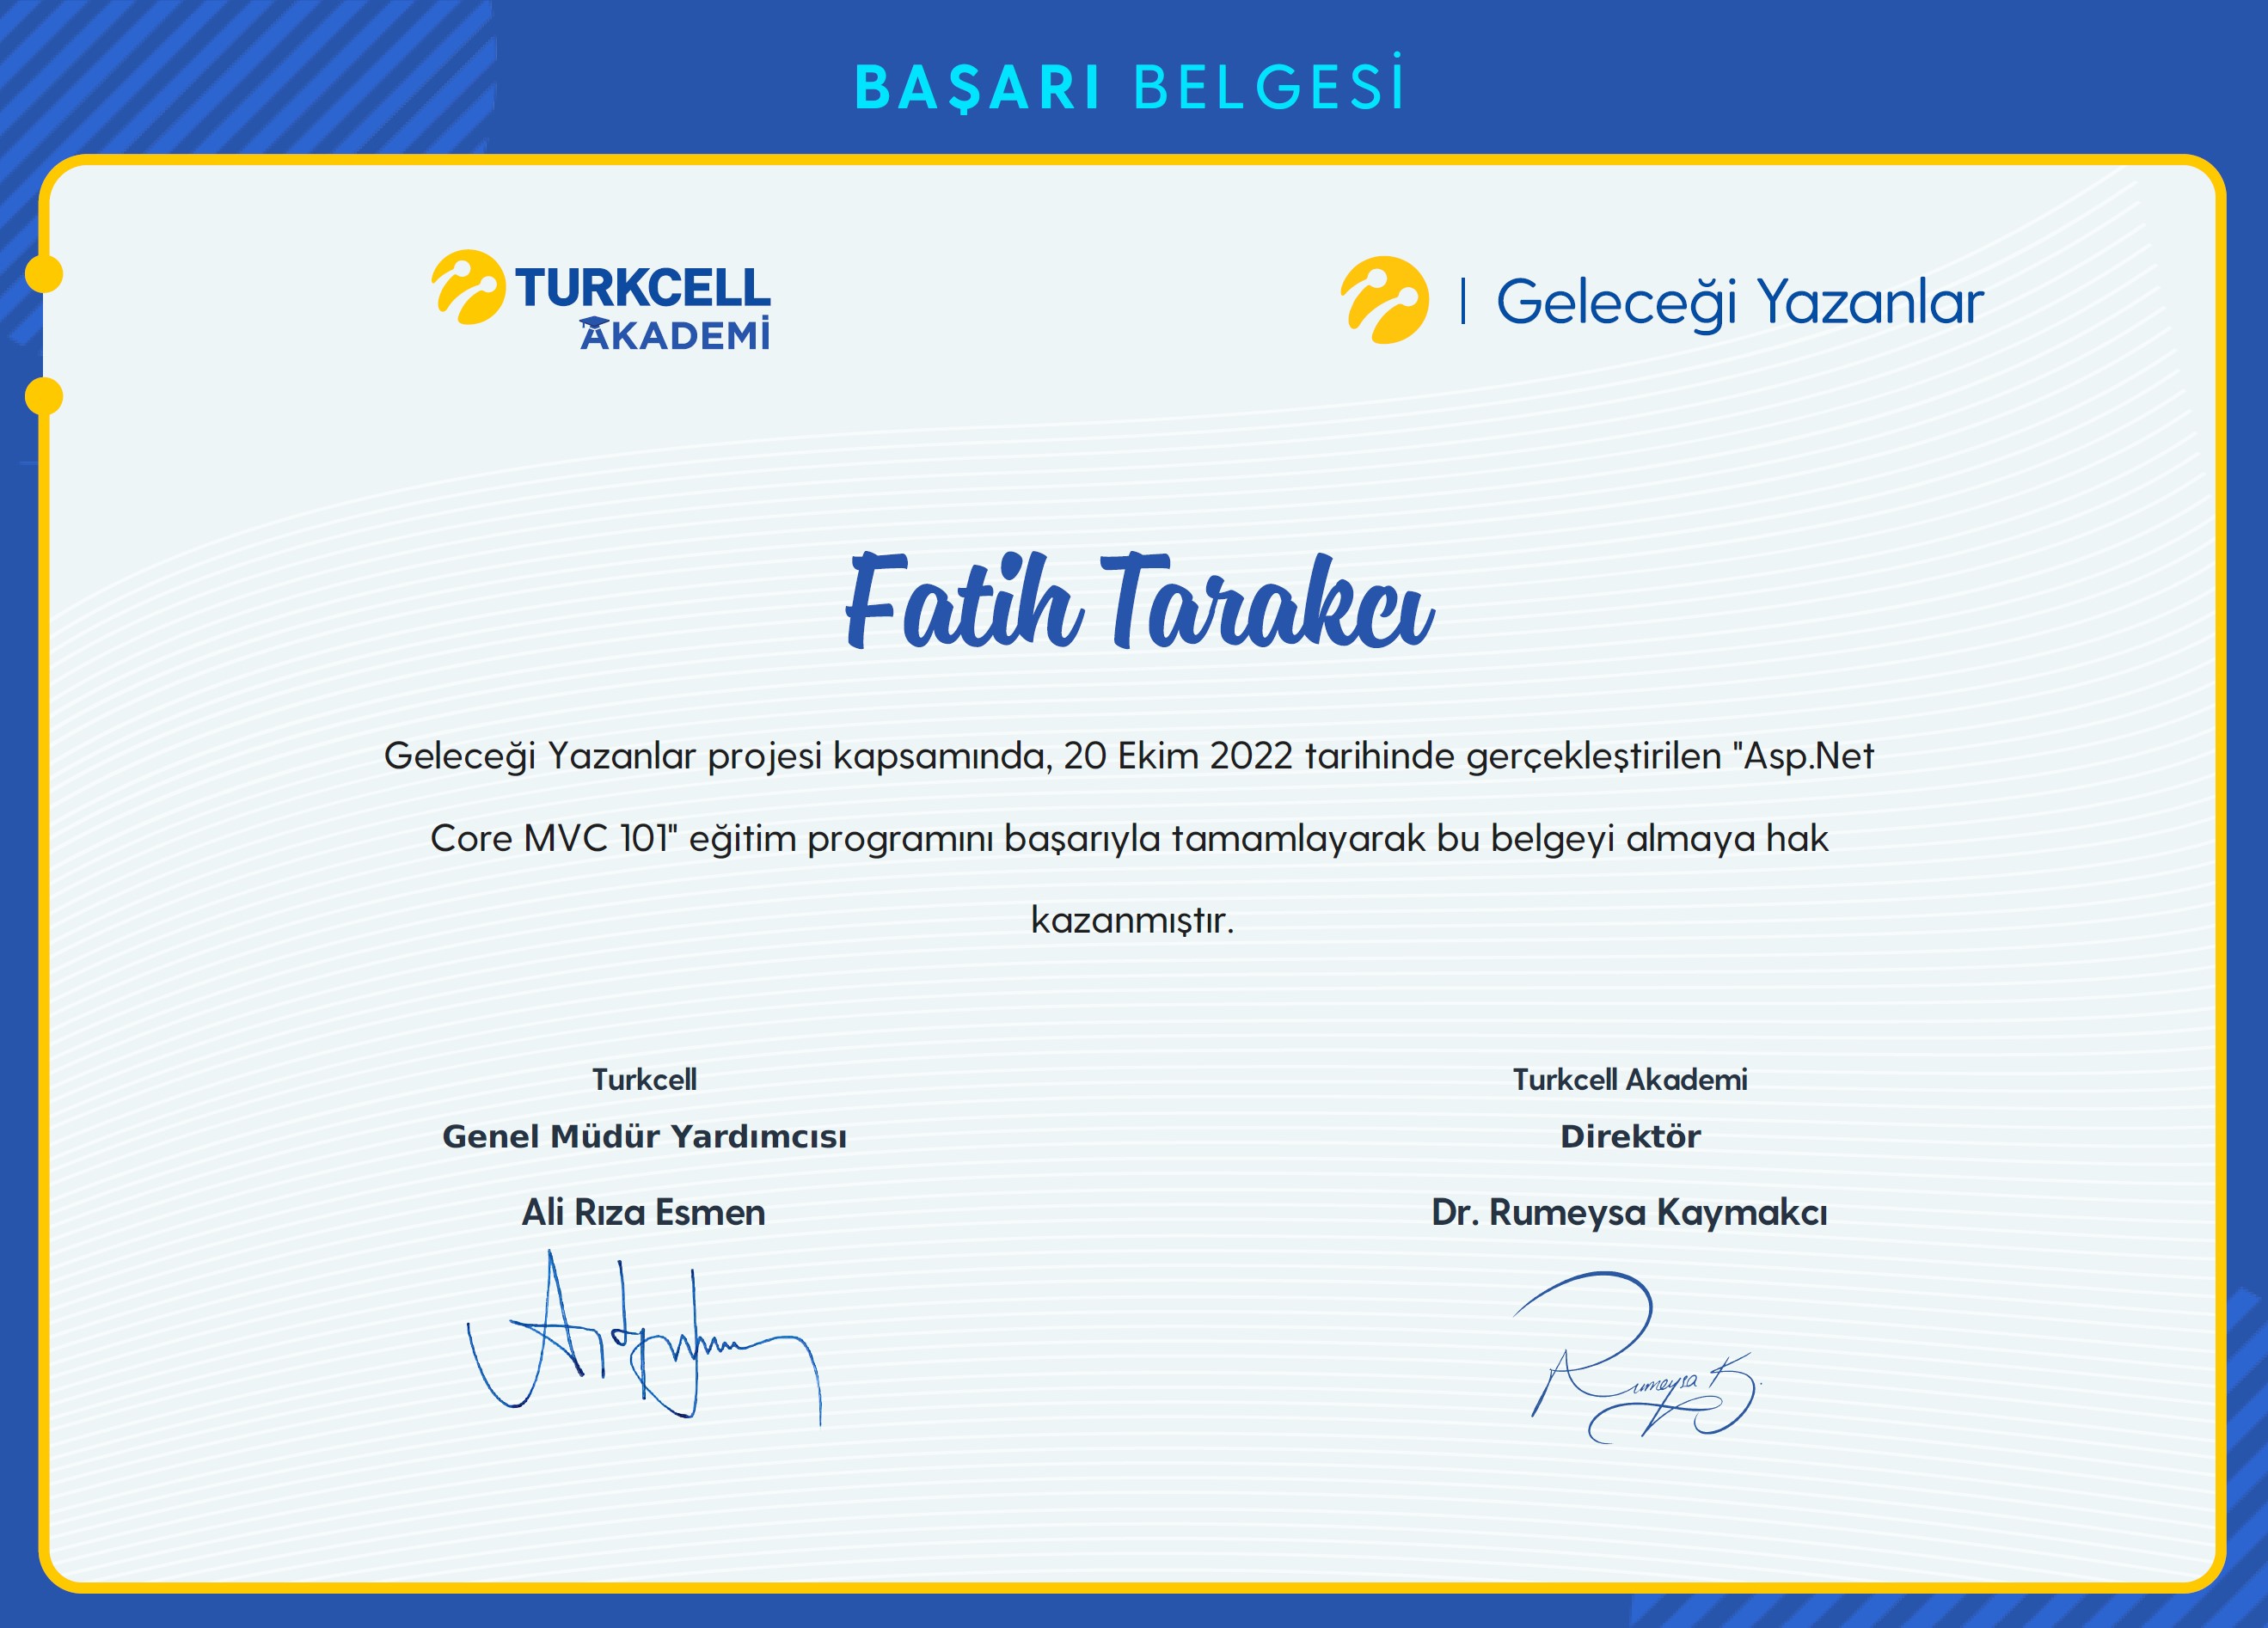 BAŞARI BELGESİ
TURKCELL
AKADEMİ
Geleceği Yazanlar
Fatih Tarakcı
Geleceği Yazanlar projesi kapsamında, 20 Ekim 2022 tarihinde gerçekleştirilen "Asp.Net
Core MVC 101" eğitim programını başarıyla tamamlayarak bu belgeyi almaya hak
kazanmıştır.
Turkcell
Genel Müdür Yardımcısı
Ali Rıza Esmen
Turkcell Akademi
Direktör
Dr. Rumeysa Kaymakcı
Rumeysa K.